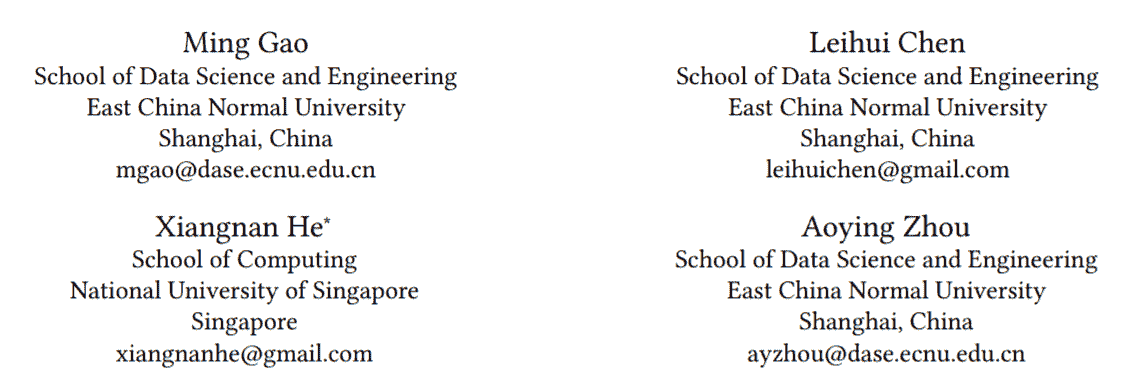 Ming Gao
School of Data Science and Engineering
East China Normal University
Shanghai, China
mgao@dase.ecnu.edu.cn
Leihui Chen
School of Data Science and Engineering
East China Normal University
Shanghai, China
leihuichen@gmail.com
Xiangnan He*
School of Computing
National University of Singapore
Singapore
xiangnanhe@gmail.com
Aoying Zhou
School of Data Science and Engineering
East China Normal University
Shanghai, China
ayzhou@dase.ecnu.edu.cn